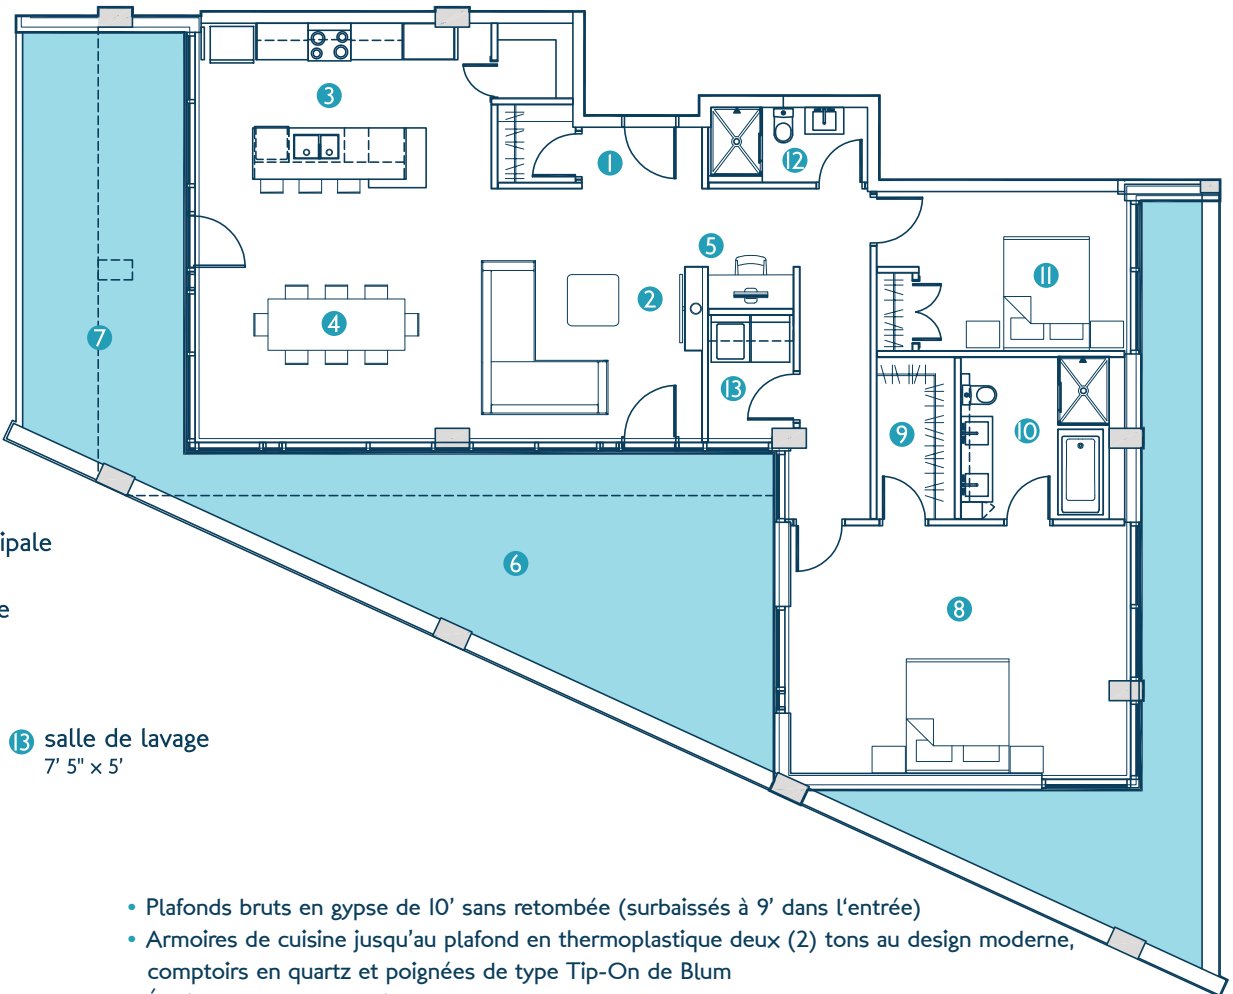 3
1
12
5
11
2
4
7
13
9
10
ipale
6
e
8
13 salle de lavage
7' 5" x 5'
• Plafonds bruts en gypse de 10' sans retombée (surbaissés à 9' dans l'entrée)
• Armoires de cuisine jusqu'au plafond en thermoplastique deux (2) tons au design moderne,
comptoirs en quartz et poignées de type Tip-On de Blum